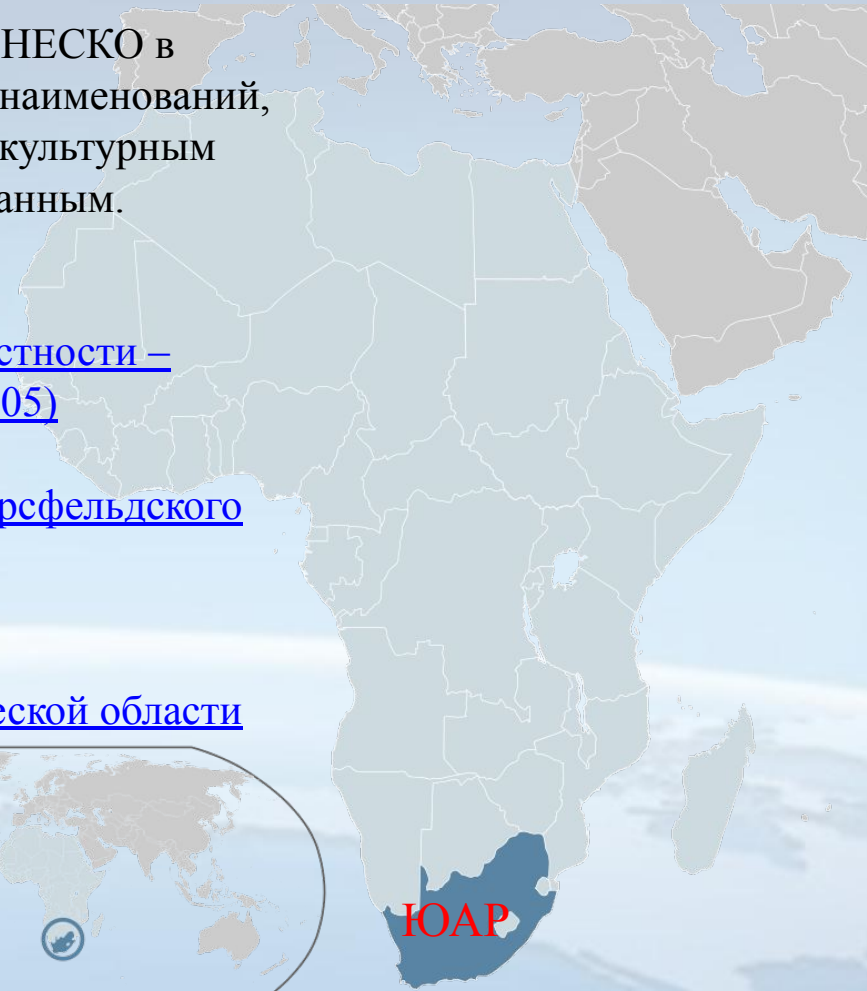 НЕСКО в
наименований,
культурным
анным.
стности –
05)
рсфельдского
еской области
ЮАР